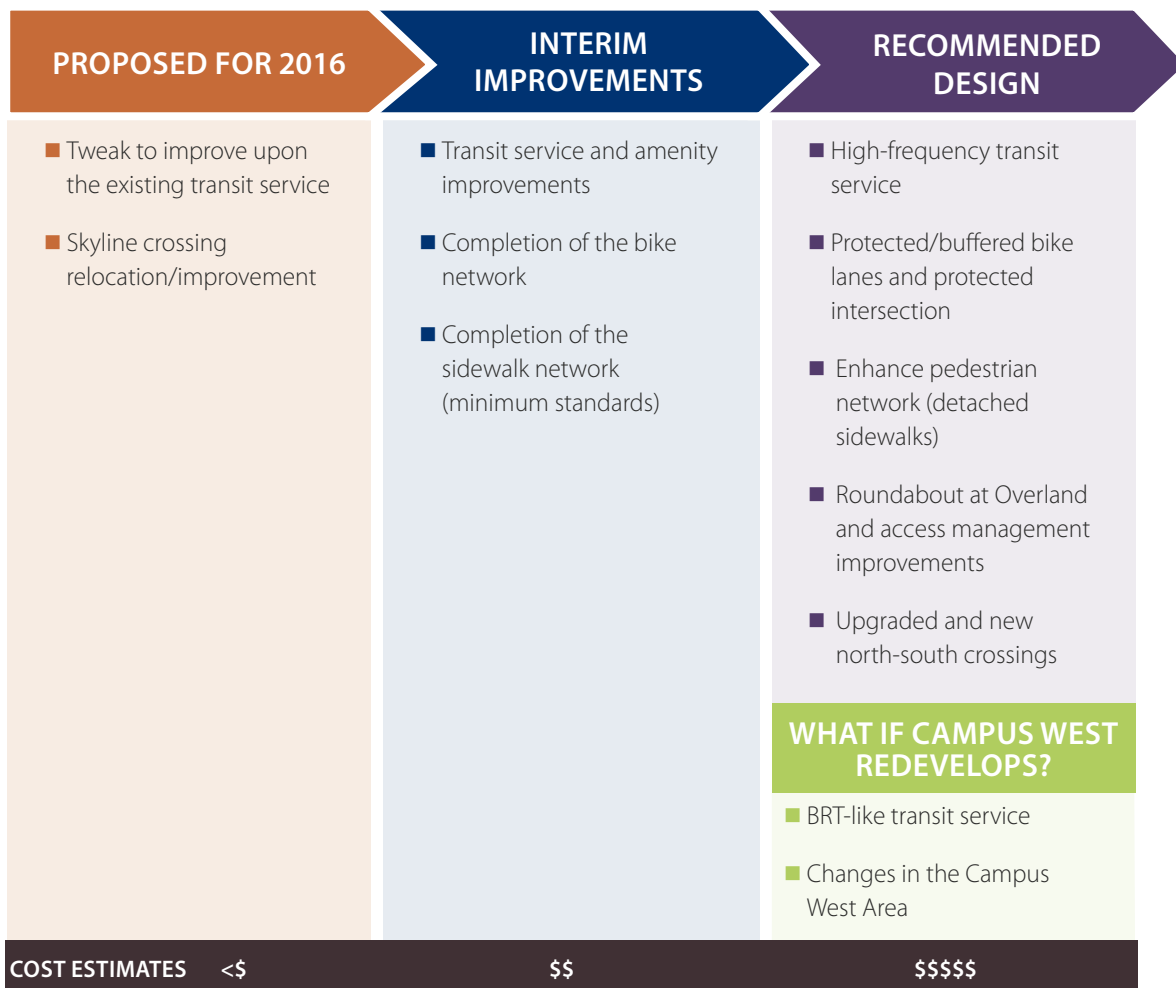 PROPOSED FOR 2016
INTERIM
IMPROVEMENTS
RECOMMENDED
DESIGN
■ Tweak to improve upon
the existing transit service
■ Skyline crossing
relocation/improvement
■ Transit service and amenity
improvements
■ Completion of the bike
network
■ Completion of the
sidewalk network
(minimum standards)
■ High-frequency transit
service
■ Protected/buffered bike
lanes and protected
intersection
■ Enhance pedestrian
network (detached
sidewalks)
■ Roundabout at Overland
and access management
improvements
■ Upgraded and new
north-south crossings
WHAT IF CAMPUS WEST
REDEVELOPS?
■ BRT-like transit service
■ Changes in the Campus
West Area
COST ESTIMATES <$ $$ $$$$$